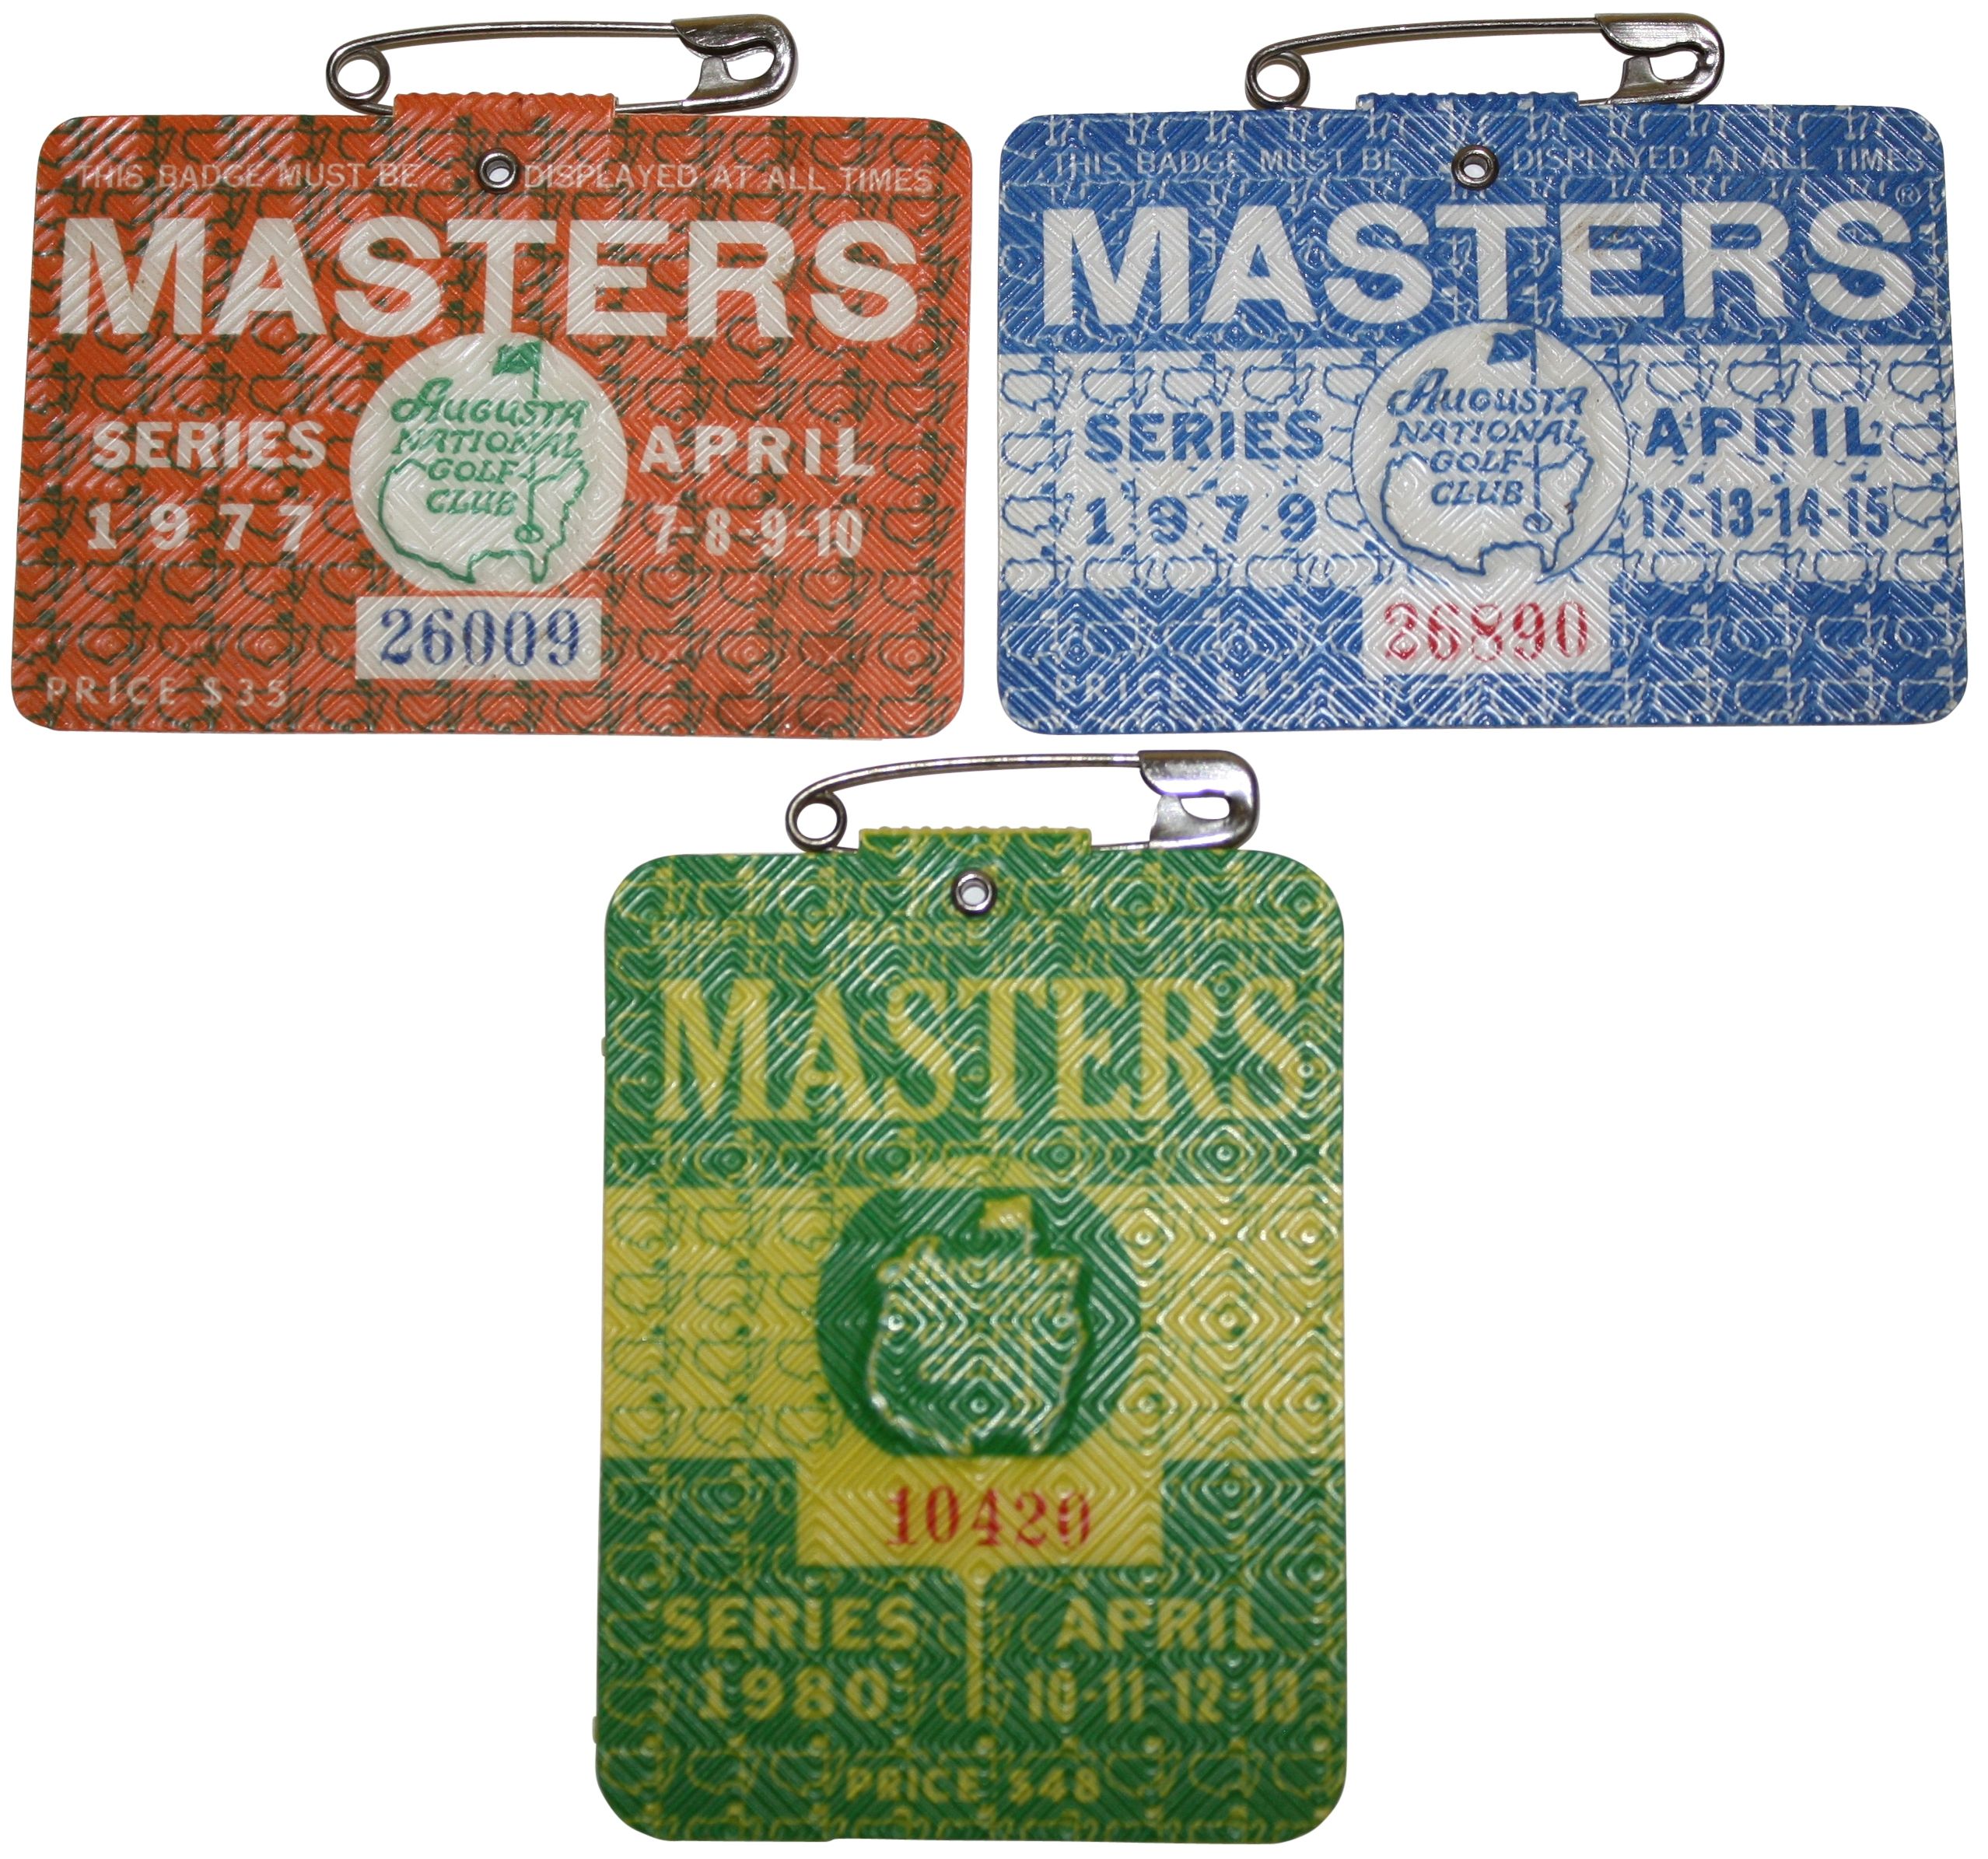 THIS BADGE MUST BE DISPLAYED AT ALL TIMES
MASTERS
AUGUSTA
NATIONAL
GOLF
CLUB
SERIES
1977
APRIL
7-8-9-10
26009
PRICE $35
THIS BADGE MUST BE DISPLAYED AT ALL TIMES
MASTERS®
AUGUSTA
NATIONAL
GOLF
CLUB
SERIES
1979
APRIL
12-13-14-15
26890
PRICE
DISPLAY BADGE AT ALL TIMES
MASTERS
10420
SERIES
1980
APRIL
10-11-12-13
PRICE $48